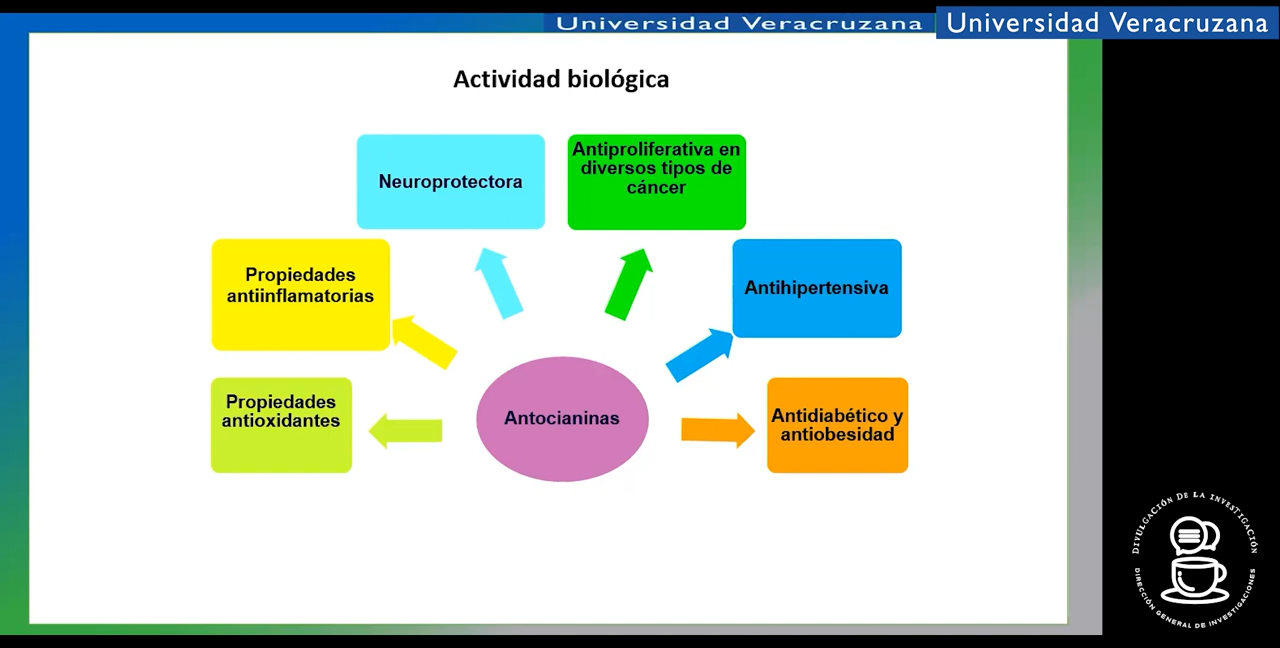 Universidad Veracruzana
Universidad Veracruzana
Actividad biológica
Neuroprotectora
Antiproliferativa en
diversos tipos de
cáncer
Propiedades
antiinflamatorias
Antihipertensiva
Propiedades
antioxidantes
Antocianinas
Antidiabético y
antiobesidad
DIVULGACIÓN DE LA INVESTIGACIÓN
DIRECCIÓN GENERAL DE INVESTIGACIONES